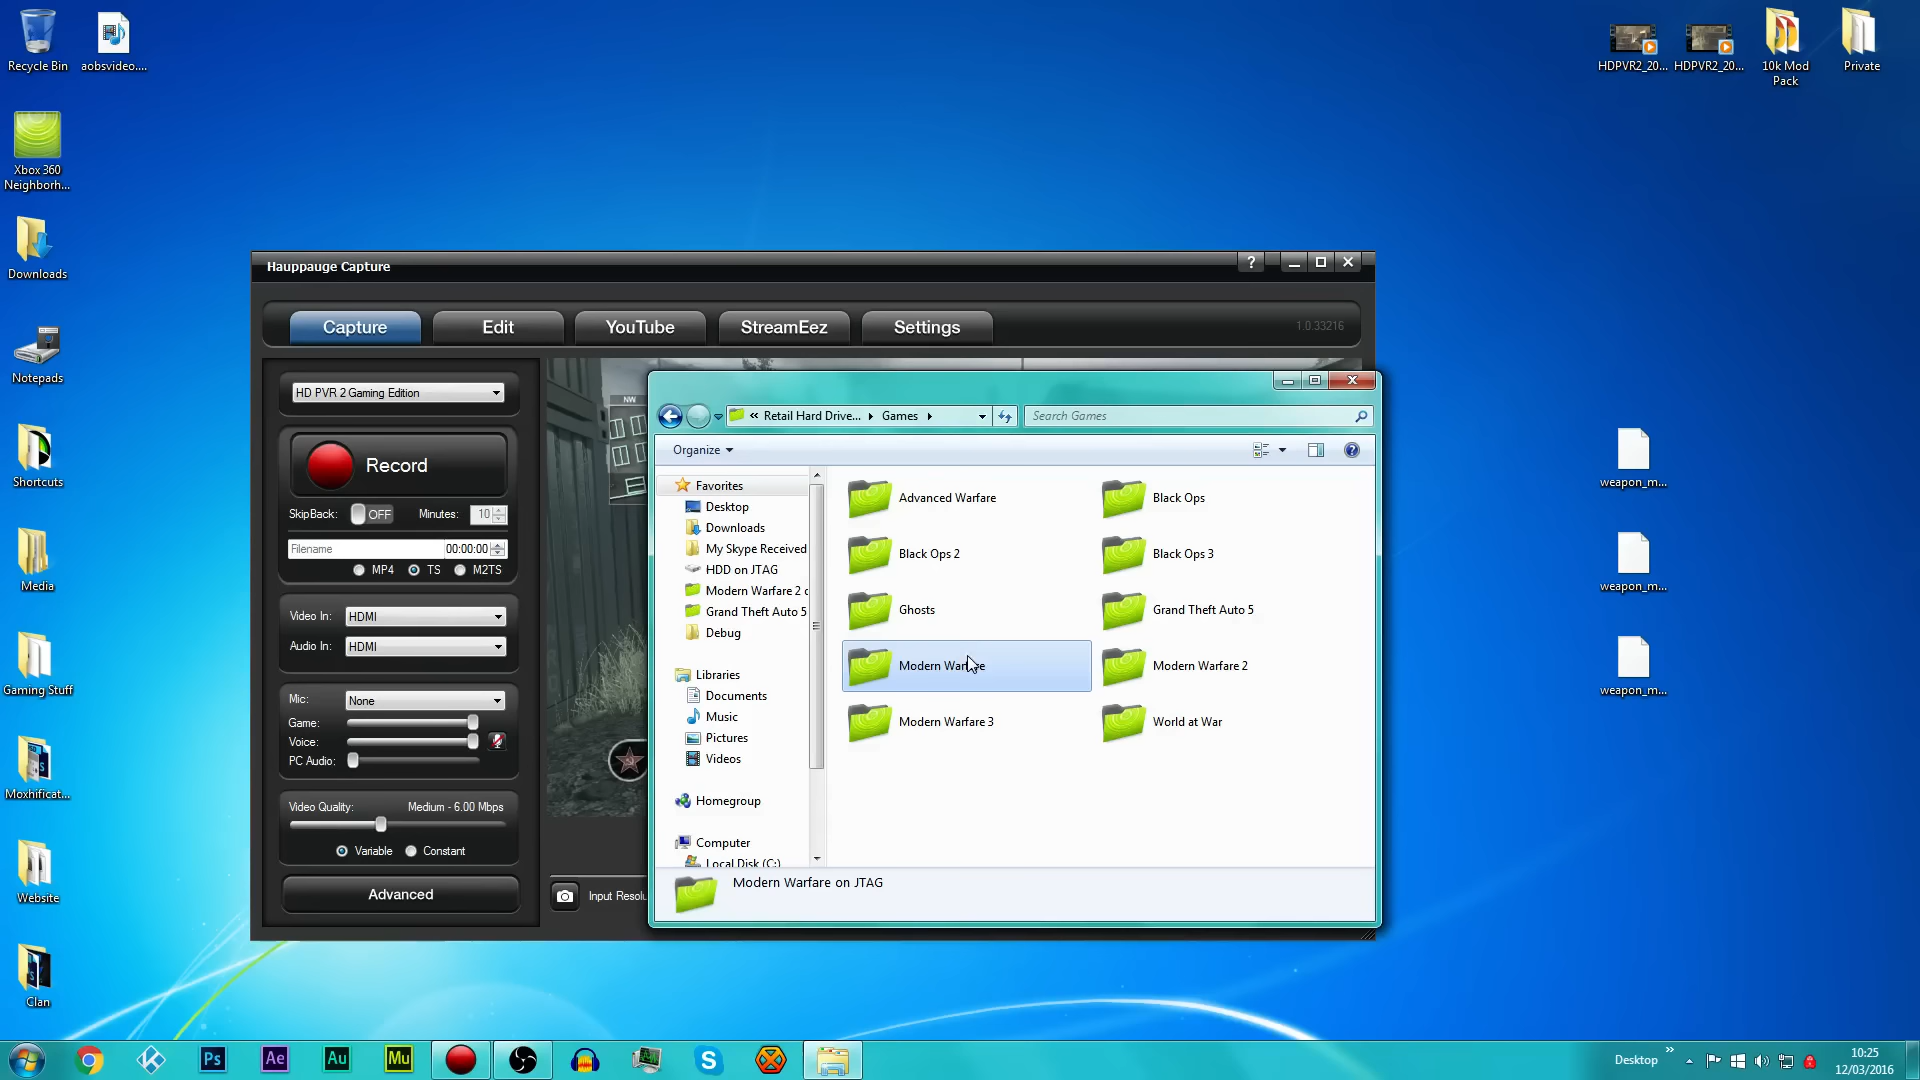 Recycle Bin
aobsvideo....
Xbox 360
Neighborh...
Downloads
Notepads
Shortcuts
Media
Gaming Stuff
Moxhificat...
Website
Clan
HDPVR2_20...
HDPVR2_20...
10k Mod
Pack
Private
weapon_m...
weapon_m...
weapon_m...
Hauppauge Capture
?
Capture
Edit
YouTube
StreamEez
Settings
1.0.33216
HD PVR 2 Gaming Edition
Record
SkipBack:
OFF
Minutes:
10
Filename
00:00:00
MP4
TS
M2TS
Video In:
HDMI
Audio In:
HDMI
Mic:
None
Game:
Voice:
PC Audio:
Video Quality:
Medium - 6.00 Mbps
Variable
Constant
Advanced
NW
Input Resolu
« Retail Hard Drive...
Games
Search Games
Organize
Favorites
Desktop
Downloads
My Skype Received
HDD on JTAG
Modern Warfare 2 o
Grand Theft Auto 5
Debug
Libraries
Documents
Music
Pictures
Videos
Homegroup
Computer
Local Disk (C:)
Advanced Warfare
Black Ops
Black Ops 2
Black Ops 3
Ghosts
Grand Theft Auto 5
Modern Warfare
Modern Warfare 2
Modern Warfare 3
World at War
Modern Warfare on JTAG
Ps
Ae
Au
Mu
Desktop
»
10:25
12/03/2016